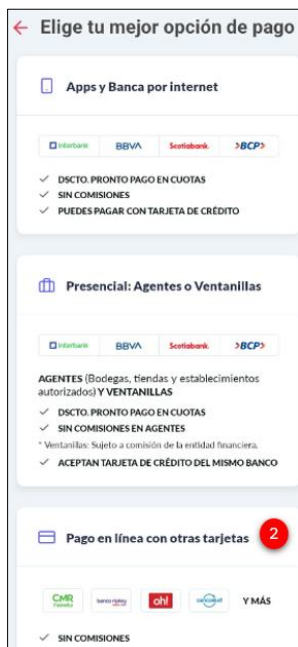 ← Elige tu mejor opción de pago
Apps y Banca por internet
Interbank BBVA Scotiabank >BCP>
✓ DSCTO. PRONTO PAGO EN CUOTAS
✓ SIN COMISIONES
✓ PUEDES PAGAR CON TARJETA DE CRÉDITO
Presencial: Agentes o Ventanillas
Interbank BBVA Scotiabank >BCP>
AGENTES (Bodegas, tiendas y establecimientos
autorizados) Y VENTANILLAS
✓ DSCTO. PRONTO PAGO EN CUOTAS
✓ SIN COMISIONES EN AGENTES
* Ventanillas: Sujeto a comisión de la entidad financiera.
✓ ACEPTAN TARJETA DE CRÉDITO DEL MISMO BANCO
Pago en línea con otras tarjetas 2
CMR banco ripley oh! cencosud Y MÁS
✓ SIN COMISIONES